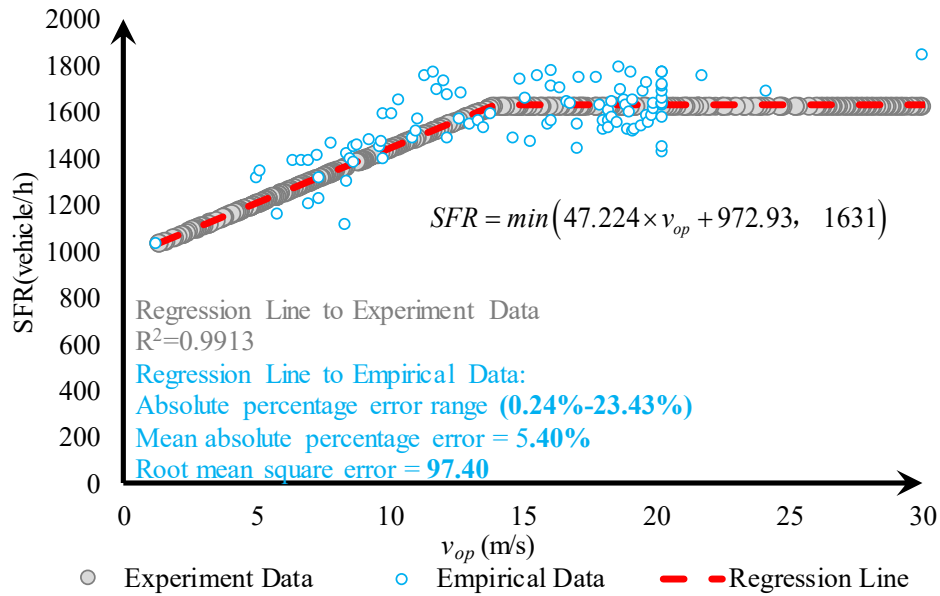 2000
1800
1600
1400
1200
1000
800
600
400
200
0
SFR(vehicle/h)
SFR = min(47.224×v_op + 972.93, 1631)
Regression Line to Experiment Data
R²=0.9913
Regression Line to Empirical Data:
Absolute percentage error range (0.24%-23.43%)
Mean absolute percentage error = 5.40%
Root mean square error = 97.40
0 5 10 15 20 25 30
v_op (m/s)
Experiment Data Empirical Data Regression Line